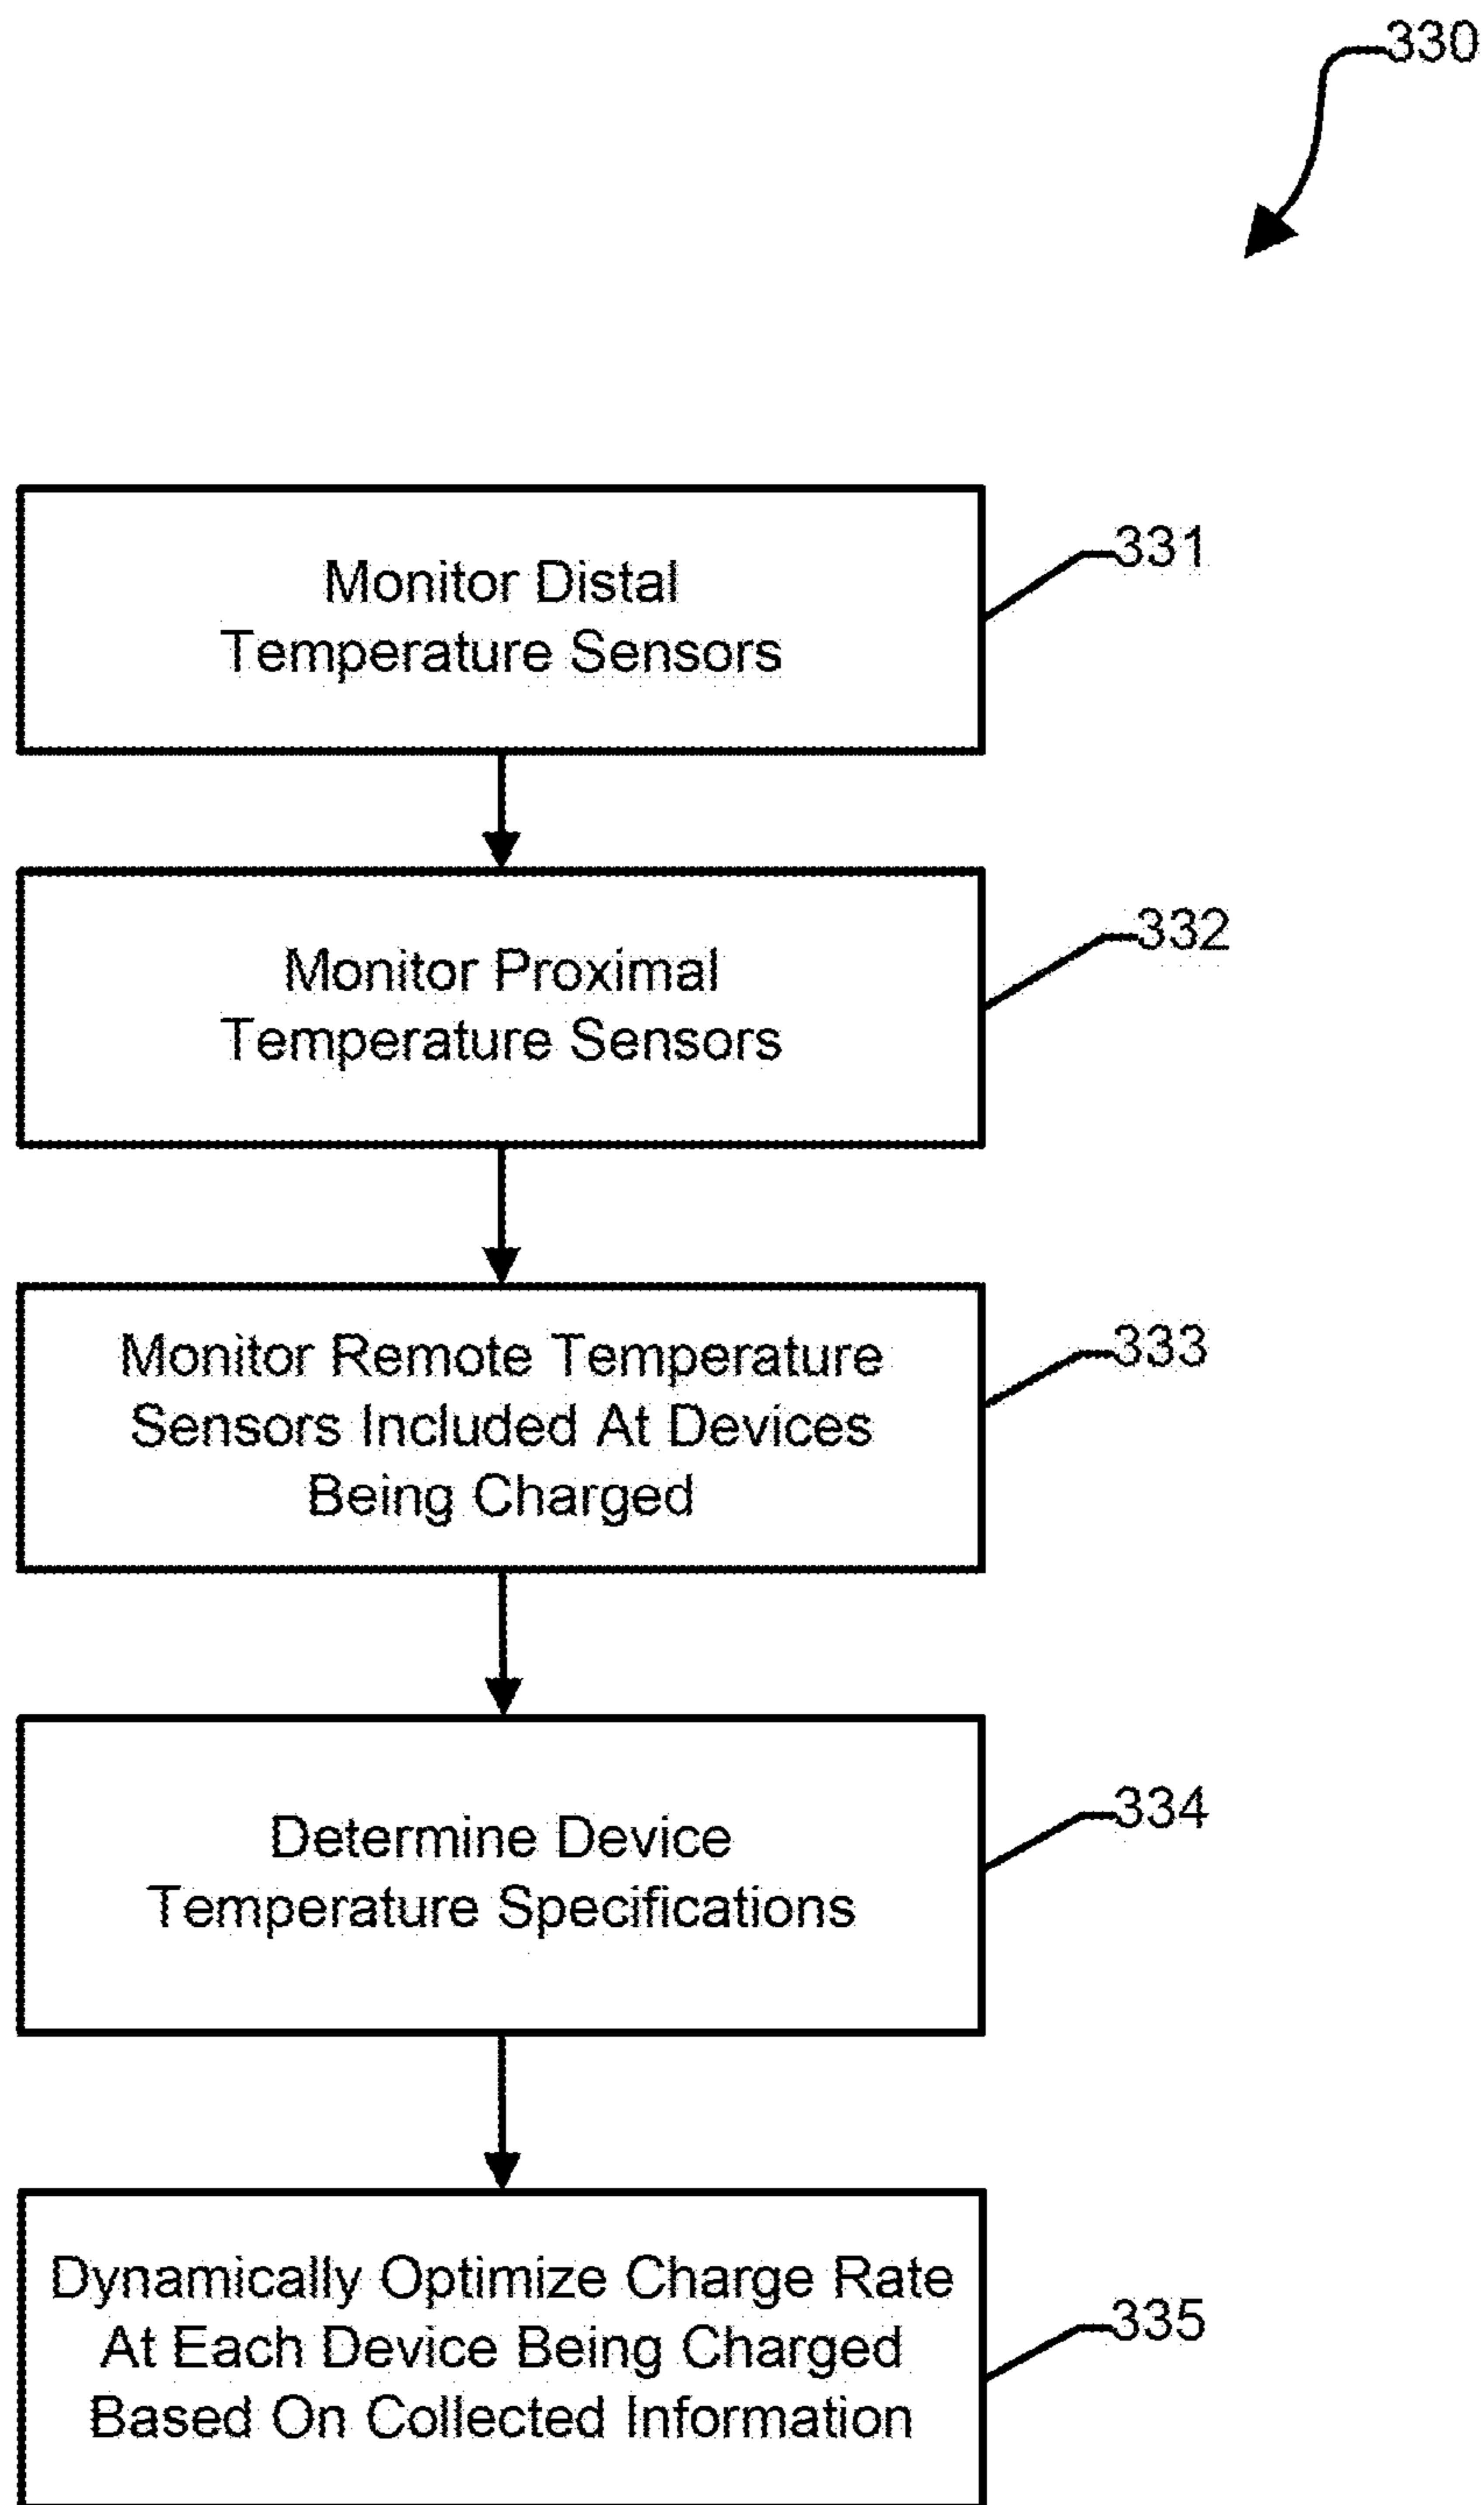 330
Monitor Distal
Temperature Sensors
331
Monitor Proximal
Temperature Sensors
332
Monitor Remote Temperature
Sensors Included At Devices
Being Charged
333
Determine Device
Temperature Specifications
334
Dynamically Optimize Charge Rate
At Each Device Being Charged
Based On Collected Information
335